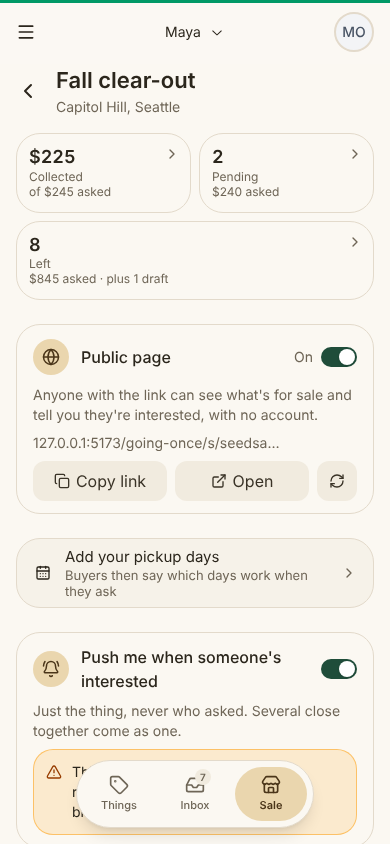 Maya
MO
Fall clear-out
Capitol Hill, Seattle
$225
Collected
of $245 asked
2
Pending
$240 asked
8
Left
$845 asked · plus 1 draft
Public page
On
Anyone with the link can see what's for sale and
tell you they're interested, with no account.
127.0.0.1:5173/going-once/s/seedsa...
Copy link
Open
Add your pickup days
Buyers then say which days work when
they ask
Push me when someone's
interested
Just the thing, never who asked. Several close
together come as one.
7
Things
Inbox
Sale